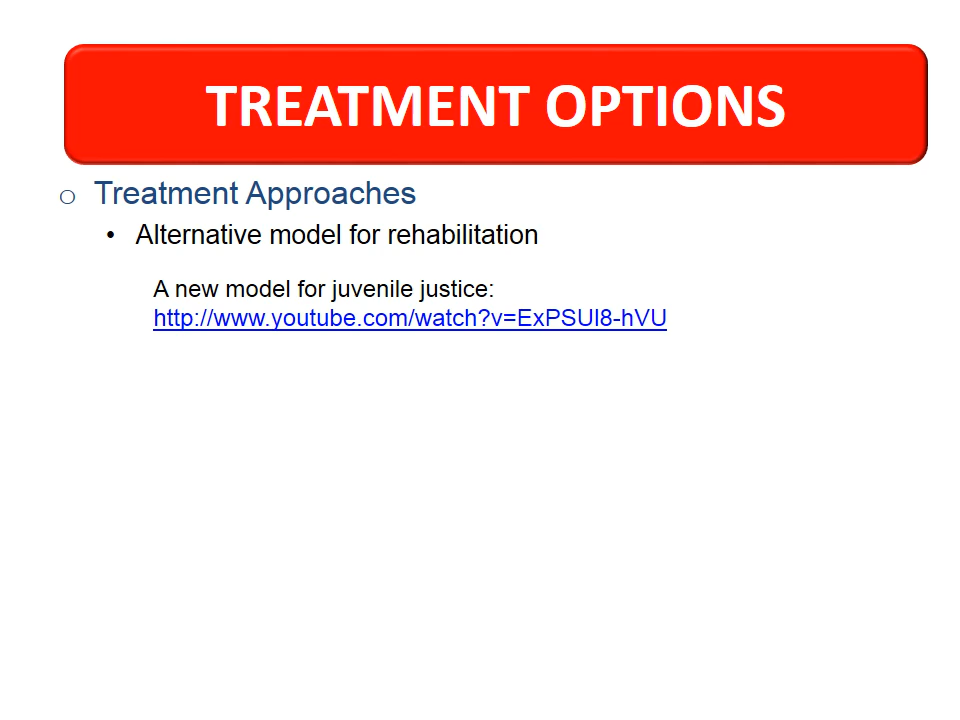 TREATMENT OPTIONS
o Treatment Approaches
• Alternative model for rehabilitation
A new model for juvenile justice:
http://www.youtube.com/watch?v=ExPSUI8-hVU